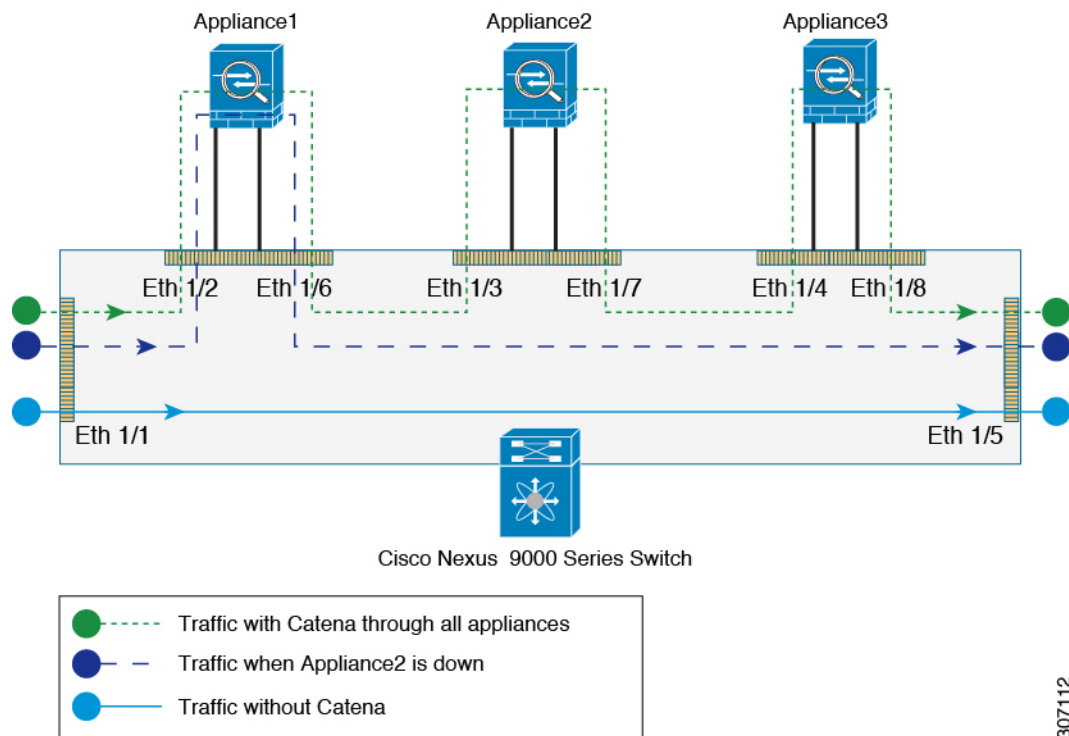 Appliance1
Appliance2
Appliance3
Eth 1/2
Eth 1/6
Eth 1/3
Eth 1/7
Eth 1/4
Eth 1/8
Eth 1/1
Eth 1/5
Cisco Nexus 9000 Series Switch
Traffic with Catena through all appliances
Traffic when Appliance2 is down
Traffic without Catena
307112